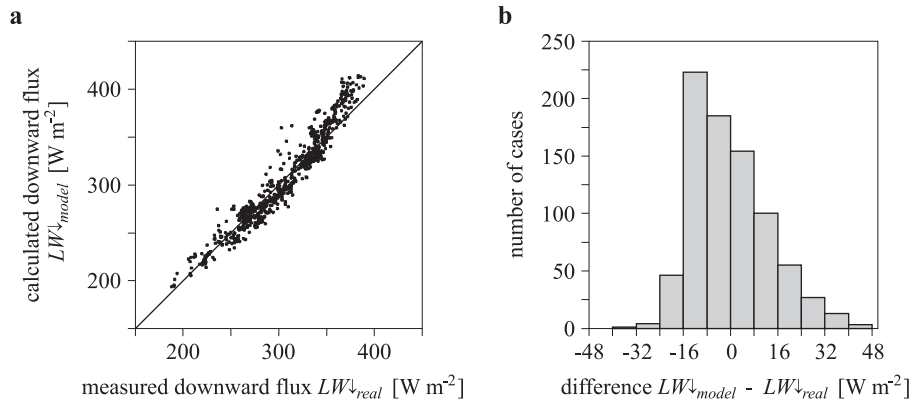 a
calculated downward flux
LW↓model [W m-2]
400
300
200
200 300 400
measured downward flux LW↓real [W m-2]
b
number of cases
250
200
150
100
50
0
-48 -32 -16 0 16 32 48
difference LW↓model - LW↓real [W m-2]